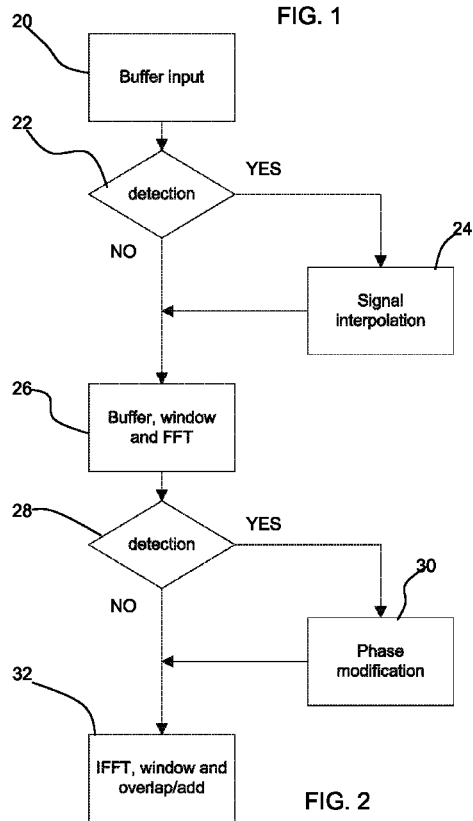 FIG. 1
20
Buffer input
22
detection
YES
NO
24
Signal
interpolation
26
Buffer, window
and FFT
28
detection
YES
NO
30
Phase
modification
32
IFFT, window and
overlap/add
FIG. 2